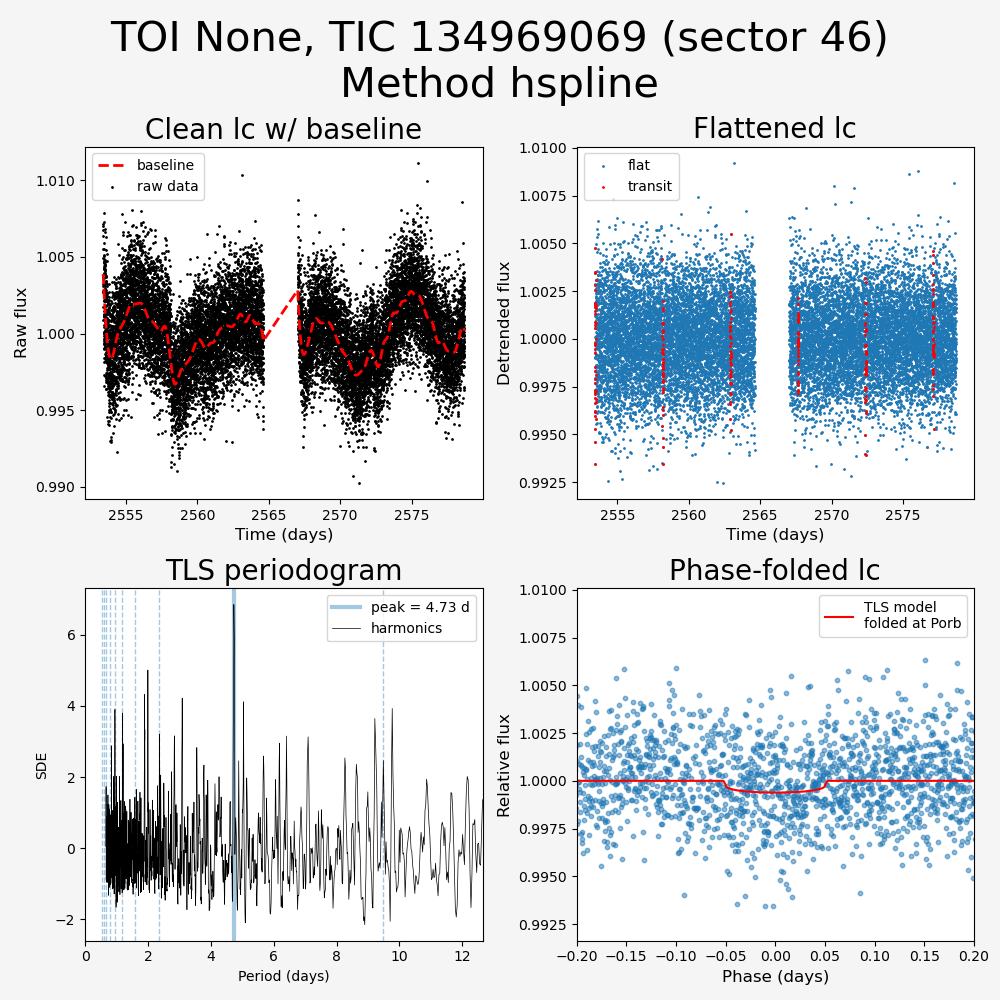 TOI None, TIC 134969069 (sector 46)
Method hspline
Clean lc w/ baseline
baseline
raw data
1.010
1.005
1.000
0.995
0.990
Raw flux
2555
2560
2565
2570
2575
Time (days)
Flattened lc
flat
transit
1.0100
1.0075
1.0050
1.0025
1.0000
0.9975
0.9950
0.9925
Detrended flux
2555
2560
2565
2570
2575
Time (days)
TLS periodogram
peak = 4.73 d
harmonics
6
4
2
0
−2
SDE
0
2
4
6
8
10
12
Period (days)
Phase-folded lc
TLS model
folded at Porb
1.0100
1.0075
1.0050
1.0025
1.0000
0.9975
0.9950
0.9925
Relative flux
−0.20
−0.15
−0.10
−0.05
0.00
0.05
0.10
0.15
0.20
Phase (days)